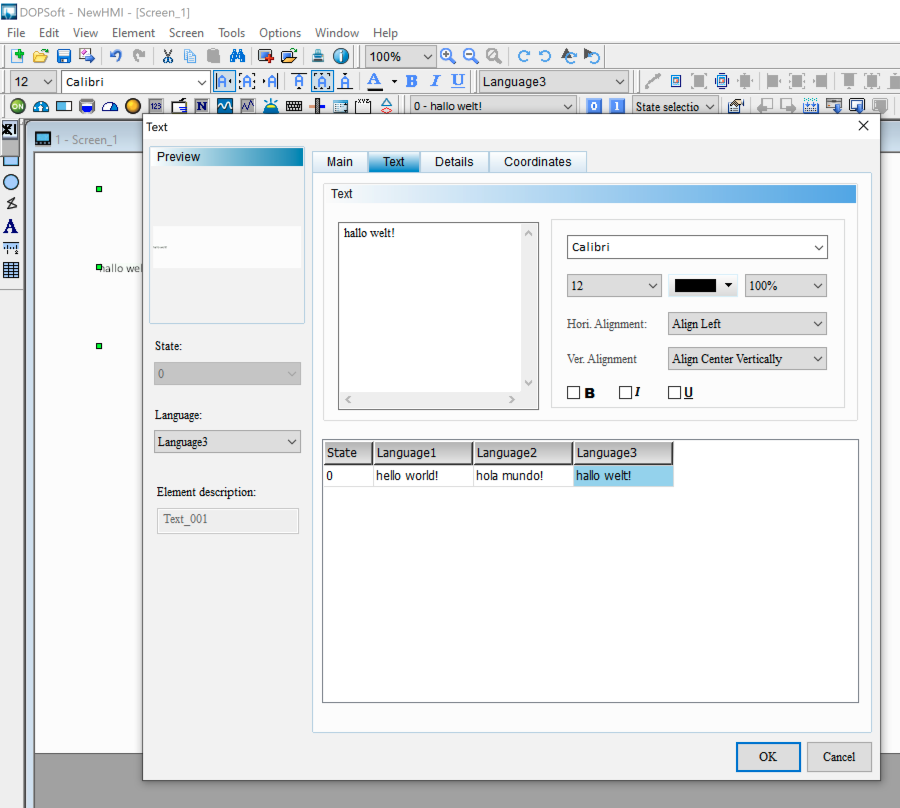 DOPSoft - NewHMI - [Screen_1]
File Edit View Element Screen Tools Options Window Help
100%
12 Calibri A B I U Language3
ON 123 N XYZ 0 - hallo welt! 0 1 State selectio
1 - Screen_1
Text
Preview
Main Text Details Coordinates
Text
hallo welt!
Calibri
12 100%
Hori. Alignment: Align Left
Ver. Alignment Align Center Vertically
B I U
hallo wel
State:
0
Language:
Language3
Element description:
Text_001
State Language1 Language2 Language3
0 hello world! hola mundo! hallo welt!
OK Cancel